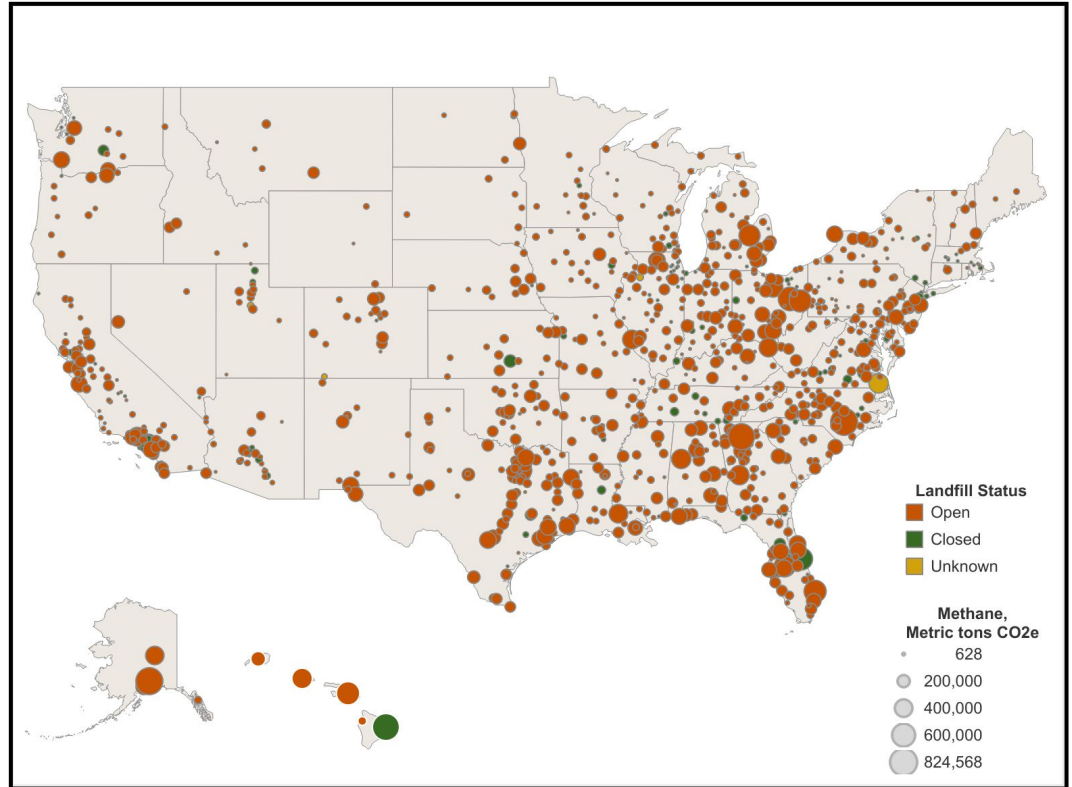 Landfill Status
Open
Closed
Unknown
Methane,
Metric tons CO2e
628
200,000
400,000
600,000
824,568